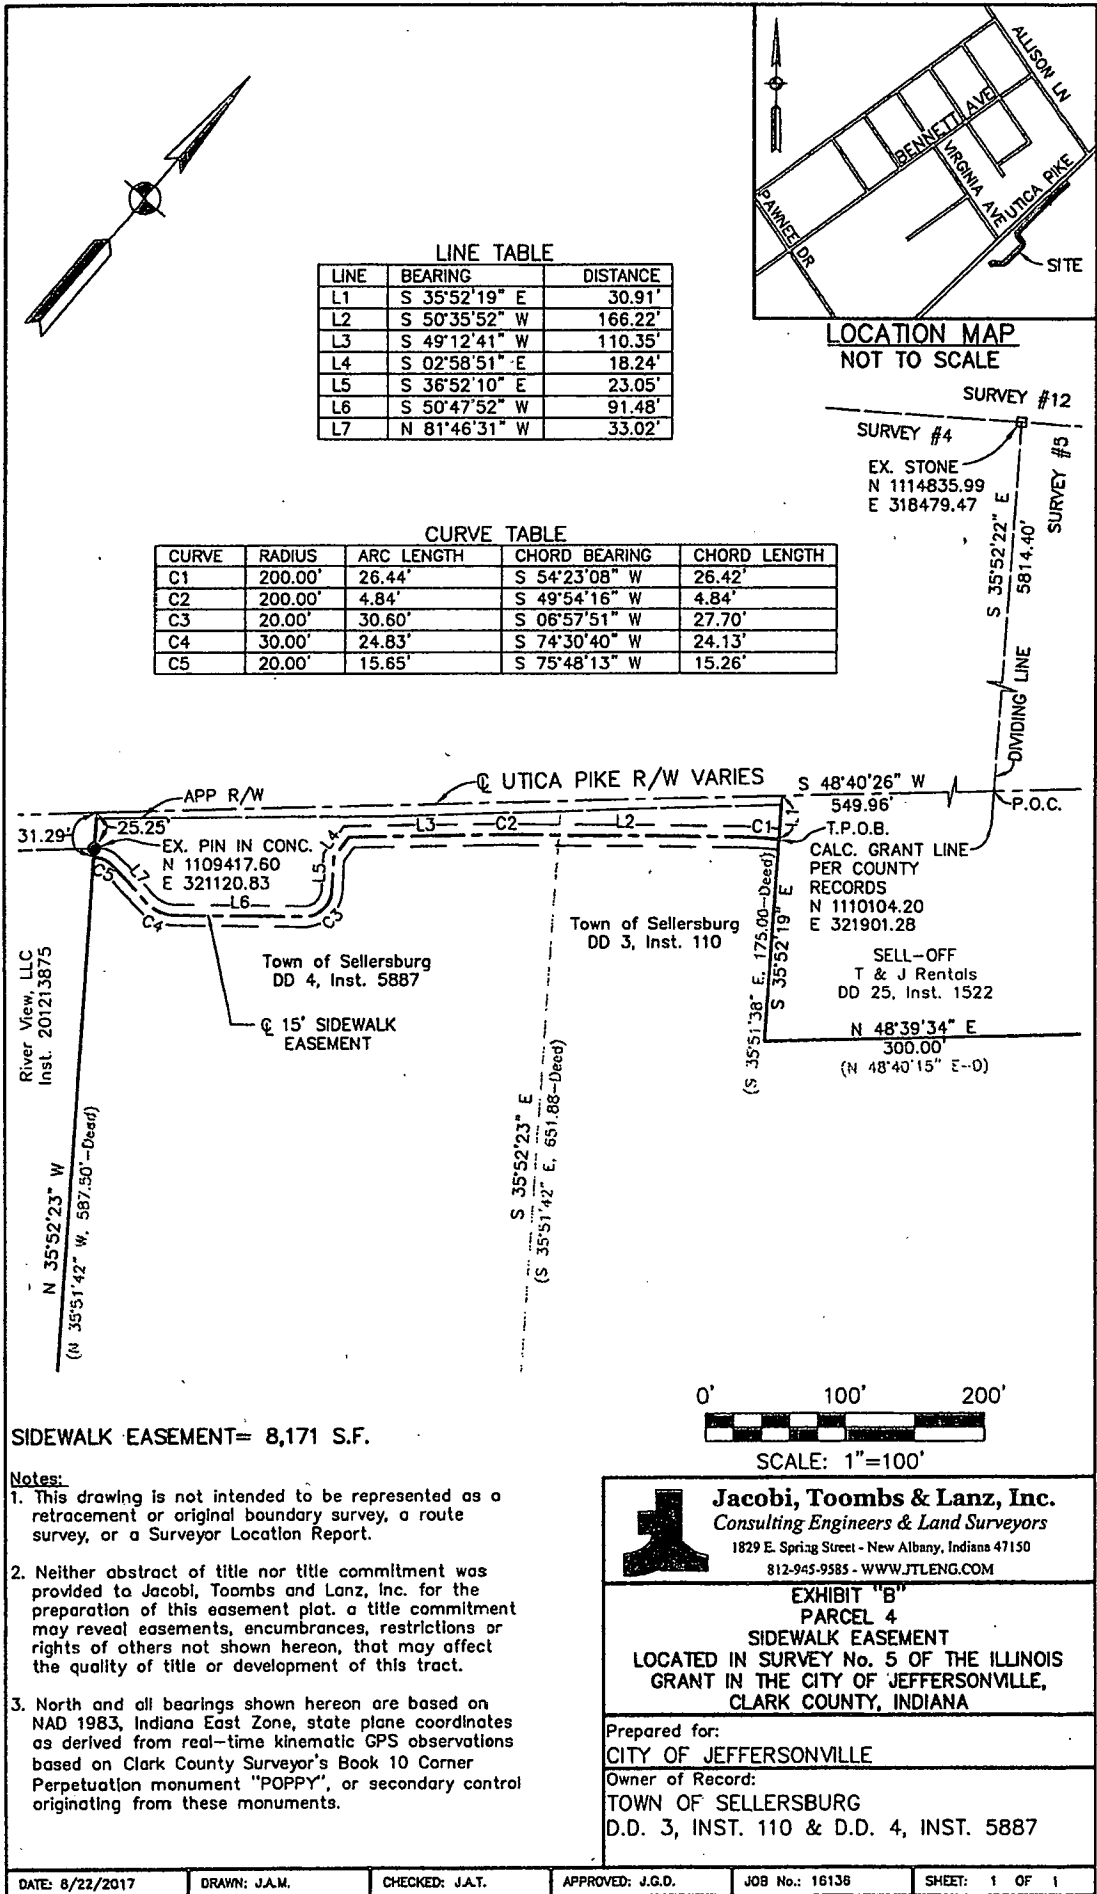 ALLISON LN
BENNETT AVE
VIRGINIA AVE
UTICA PIKE
PAWNEE DR
SITE
LOCATION MAP
NOT TO SCALE
LINE TABLE
LINE BEARING DISTANCE
L1 S 35°52'19" E 30.91'
L2 S 50°35'52" W 166.22'
L3 S 49°12'41" W 110.35'
L4 S 02°58'51" E 18.24'
L5 S 36°52'10" E 23.05'
L6 S 50°47'52" W 91.48'
L7 N 81°46'31" W 33.02'
SURVEY #12
SURVEY #4
SURVEY #5
EX. STONE
N 1114835.99
E 318479.47
S 35°52'22" E
5814.40'
DIVIDING LINE
CURVE TABLE
CURVE RADIUS ARC LENGTH CHORD BEARING CHORD LENGTH
C1 200.00' 26.44' S 54°23'08" W 26.42'
C2 200.00' 4.84' S 49°54'16" W 4.84'
C3 20.00' 30.60' S 06°57'51" W 27.70'
C4 30.00' 24.83' S 74°30'40" W 24.13'
C5 20.00' 15.65' S 75°48'13" W 15.26'
℄ UTICA PIKE R/W VARIES
S 48°40'26" W
549.96'
P.O.C.
APP R/W
31.29'
25.25'
EX. PIN IN CONC.
N 1109417.60
E 321120.83
L3
C2
L2
C1
L1
L4
L5
L7
L6
C5
C4
C3
T.P.O.B.
CALC. GRANT LINE
PER COUNTY
RECORDS
N 1110104.20
E 321901.28
Town of Sellersburg
DD 3, Inst. 110
Town of Sellersburg
DD 4, Inst. 5887
℄ 15' SIDEWALK
EASEMENT
SELL-OFF
T & J Rentals
DD 25, Inst. 1522
N 48°39'34" E
300.00'
(N 48°40'15" E-D)
(S 35°51'38" E, 175.00-Deed)
S 35°52'19" E
River View, LLC
Inst. 201213875
N 35°52'23" W
(N 35°51'42" W, 587.50'-Deed)
S 35°52'23" E
(S 35°51'42" E, 651.88-Deed)
0' 100' 200'
SCALE: 1"=100'
SIDEWALK EASEMENT= 8,171 S.F.
Notes:
1. This drawing is not intended to be represented as a
retracement or original boundary survey, a route
survey, or a Surveyor Location Report.
2. Neither abstract of title nor title commitment was
provided to Jacobi, Toombs and Lanz, Inc. for the
preparation of this easement plat. a title commitment
may reveal easements, encumbrances, restrictions or
rights of others not shown hereon, that may affect
the quality of title or development of this tract.
3. North and all bearings shown hereon are based on
NAD 1983, Indiana East Zone, state plane coordinates
as derived from real-time kinematic GPS observations
based on Clark County Surveyor's Book 10 Corner
Perpetuation monument "POPPY", or secondary control
originating from these monuments.
Jacobi, Toombs & Lanz, Inc.
Consulting Engineers & Land Surveyors
1829 E. Spring Street - New Albany, Indiana 47150
812-945-9585 - WWW.JTLENG.COM
EXHIBIT "B"
PARCEL 4
SIDEWALK EASEMENT
LOCATED IN SURVEY No. 5 OF THE ILLINOIS
GRANT IN THE CITY OF JEFFERSONVILLE,
CLARK COUNTY, INDIANA
Prepared for:
CITY OF JEFFERSONVILLE
Owner of Record:
TOWN OF SELLERSBURG
D.D. 3, INST. 110 & D.D. 4, INST. 5887
DATE: 8/22/2017 DRAWN: J.A.M. CHECKED: J.A.T. APPROVED: J.G.D. JOB No.: 16136 SHEET: 1 OF 1